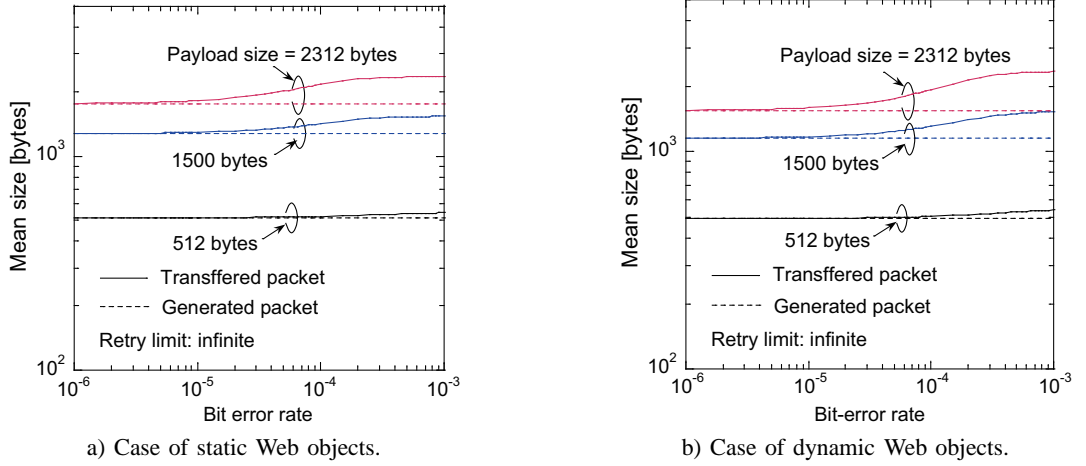 Payload size = 2312 bytes
1500 bytes
512 bytes
Transffered packet
Generated packet
Retry limit: infinite
Mean size [bytes]
10^3
10^2
10^-6
10^-5
10^-4
10^-3
Bit error rate
a) Case of static Web objects.
Payload size = 2312 bytes
1500 bytes
512 bytes
Transffered packet
Generated packet
Retry limit: infinite
Mean size [bytes]
10^3
10^2
10^-6
10^-5
10^-4
10^-3
Bit-error rate
b) Case of dynamic Web objects.